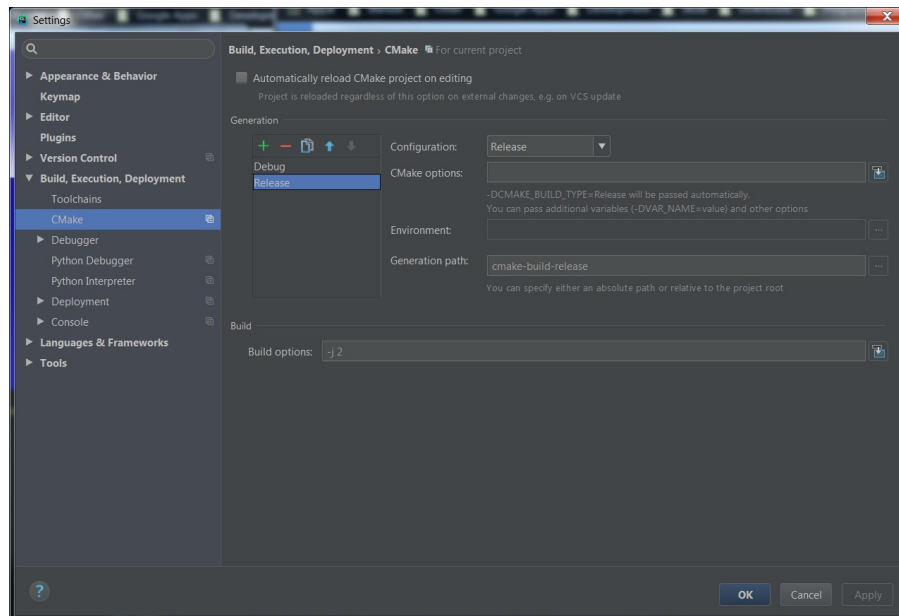 Settings
Build, Execution, Deployment › CMake For current project
Appearance & Behavior
Keymap
Editor
Plugins
Version Control
Build, Execution, Deployment
Toolchains
CMake
Debugger
Python Debugger
Python Interpreter
Deployment
Console
Languages & Frameworks
Tools
Automatically reload CMake project on editing
Project is reloaded regardless of this option on external changes, e.g. on VCS update
Generation
Debug
Release
Configuration: Release
CMake options:
-DCMAKE_BUILD_TYPE=Release will be passed automatically.
You can pass additional variables (-DVAR_NAME=value) and other options
Environment:
Generation path: cmake-build-release
You can specify either an absolute path or relative to the project root
Build
Build options: -j 2
?
OK Cancel Apply